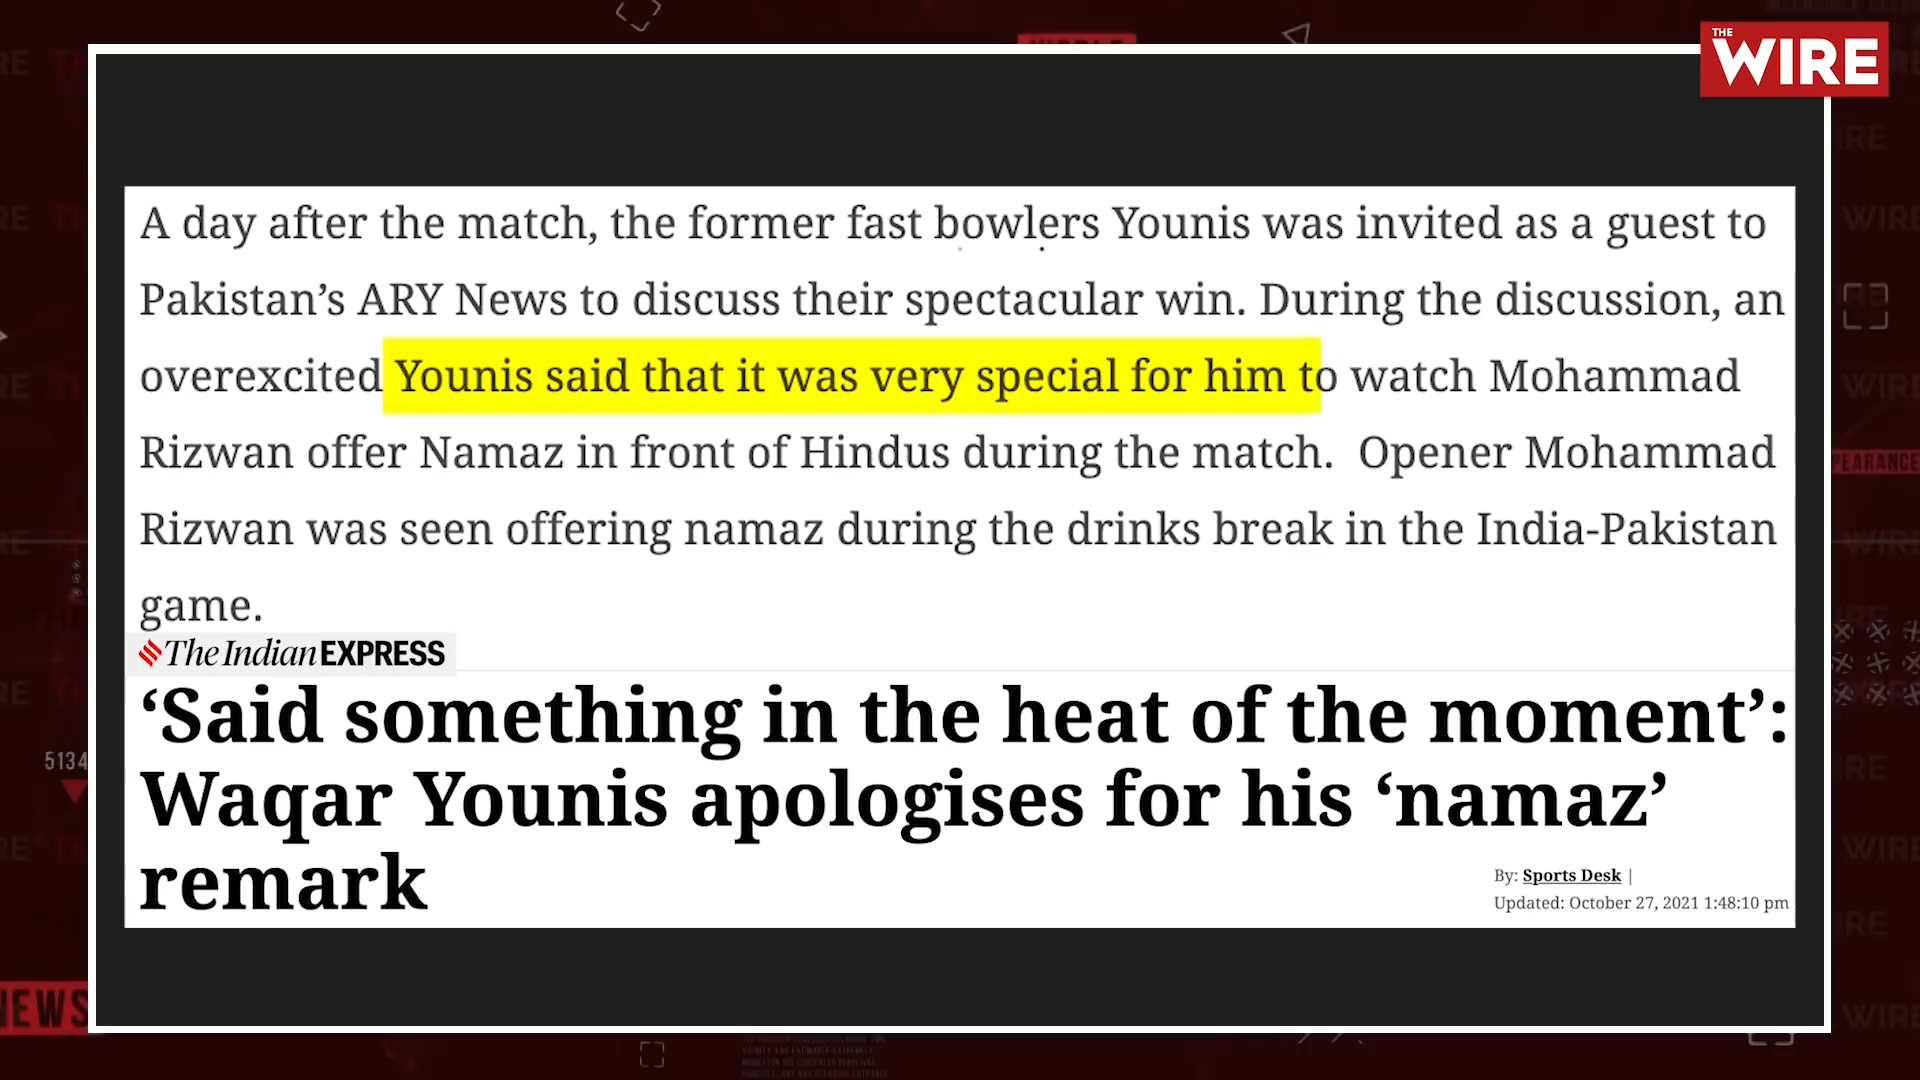 THE
WIRE
A day after the match, the former fast bowlers Younis was invited as a guest to
Pakistan’s ARY News to discuss their spectacular win. During the discussion, an
overexcited Younis said that it was very special for him to watch Mohammad
Rizwan offer Namaz in front of Hindus during the match. Opener Mohammad
Rizwan was seen offering namaz during the drinks break in the India-Pakistan
game.
The Indian EXPRESS
‘Said something in the heat of the moment’:
Waqar Younis apologises for his ‘namaz’
remark
By: Sports Desk |
Updated: October 27, 2021 1:48:10 pm
5134
NEWS